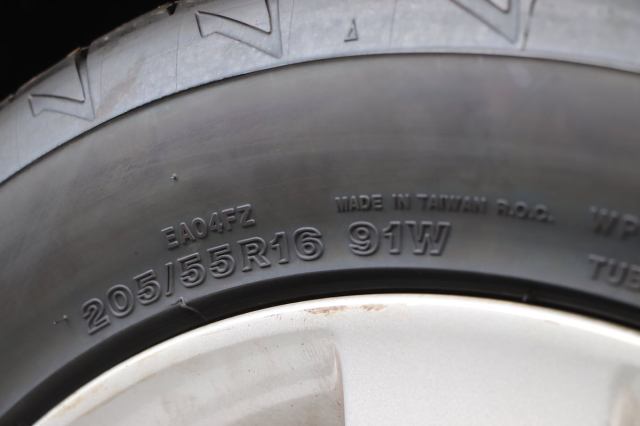 EA04FZ
MADE IN TAIWAN R.O.C.
205/55R16 91W